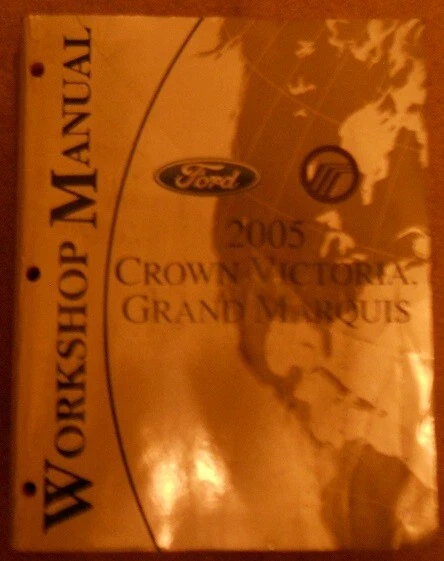 WORKSHOP MANUAL
Ford
2005
CROWN VICTORIA,
GRAND MARQUIS